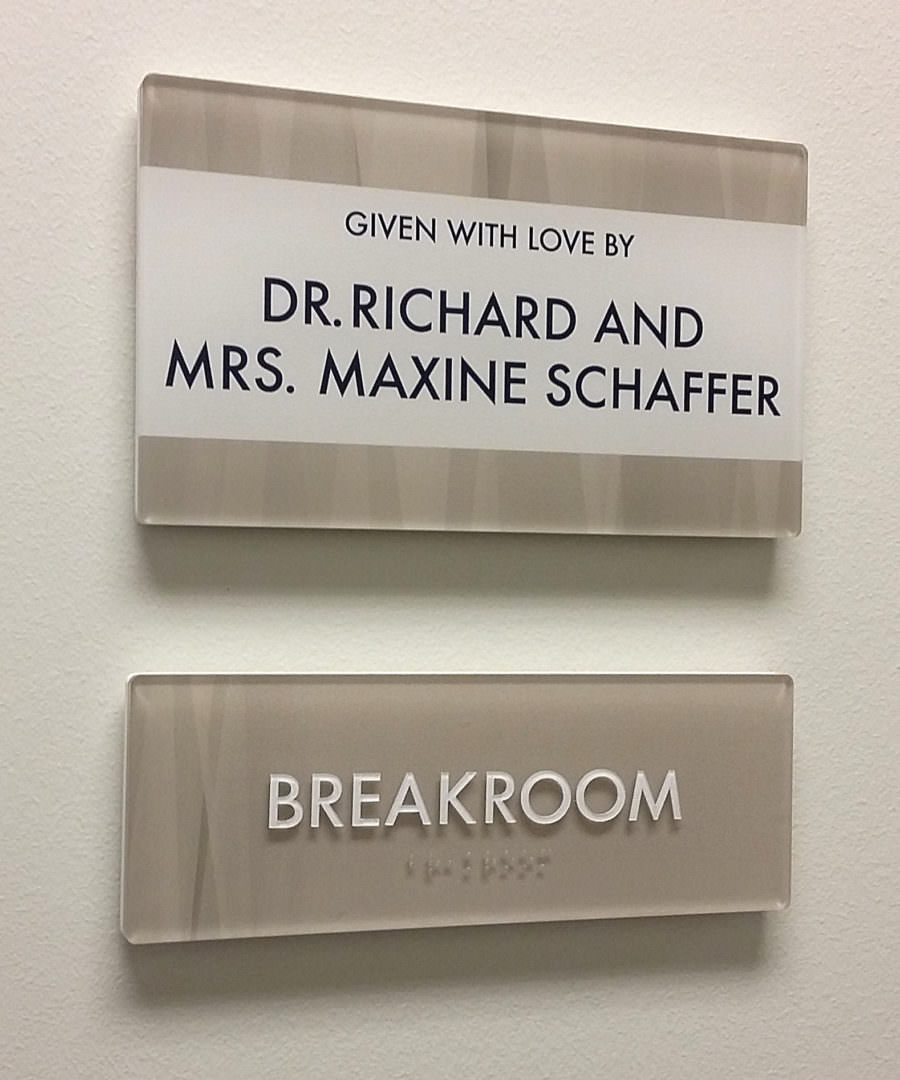 GIVEN WITH LOVE BY
DR. RICHARD AND
MRS. MAXINE SCHAFFER
BREAKROOM